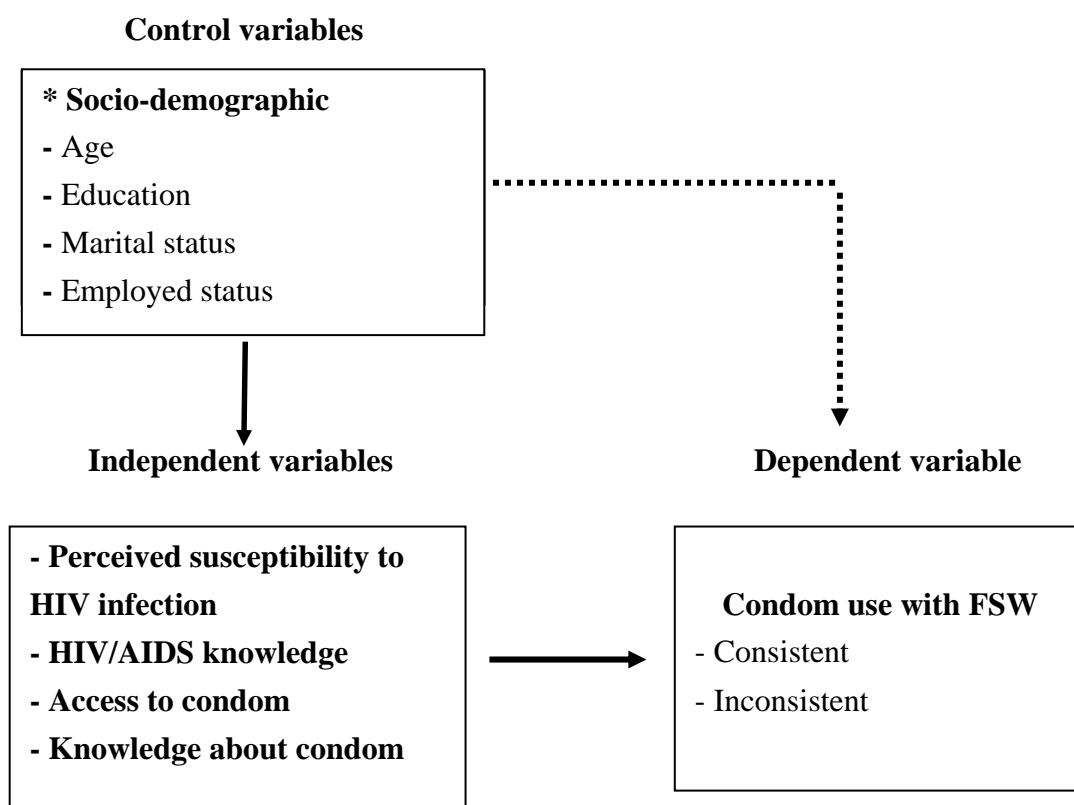 Control variables
* Socio-demographic
- Age
- Education
- Marital status
- Employed status
Independent variables
- Perceived susceptibility to
HIV infection
- HIV/AIDS knowledge
- Access to condom
- Knowledge about condom
Dependent variable
Condom use with FSW
- Consistent
- Inconsistent